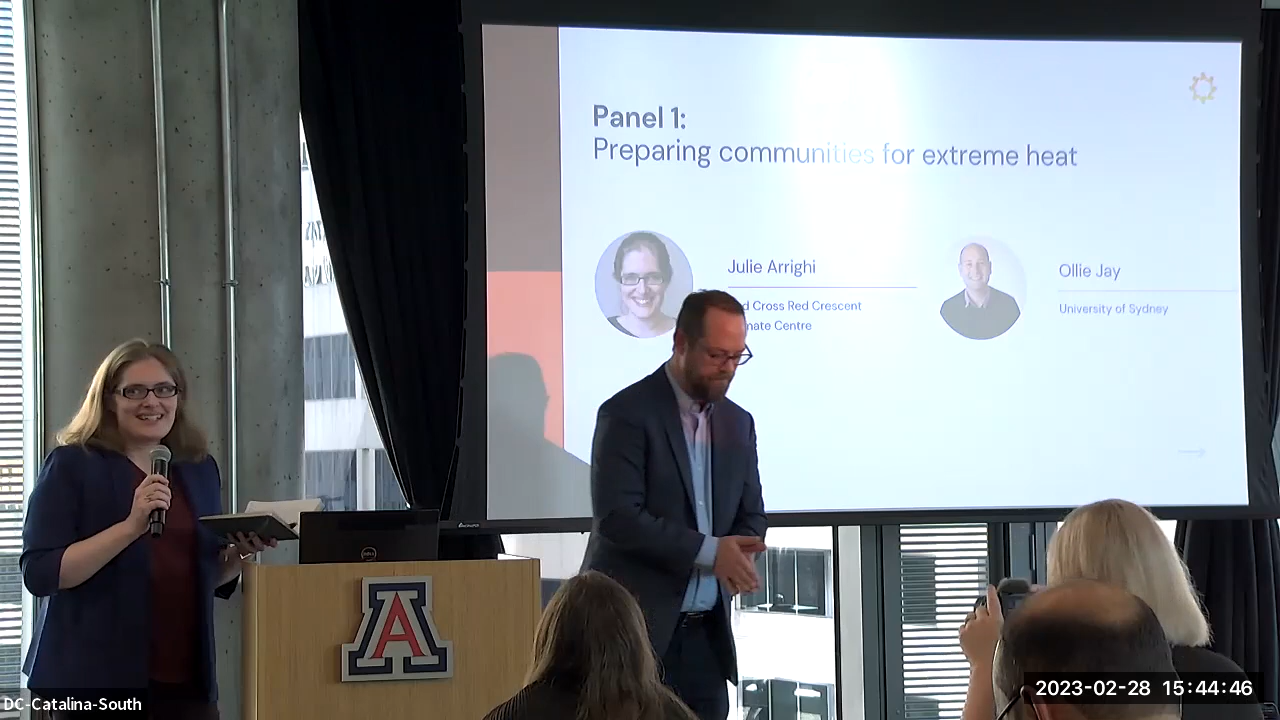 Panel 1:
Preparing communities for extreme heat
Julie Arrighi
d Cross Red Crescent
mate Centre
Ollie Jay
University of Sydney
DELL
A
DC-Catalina-South
2023-02-28 15:44:46